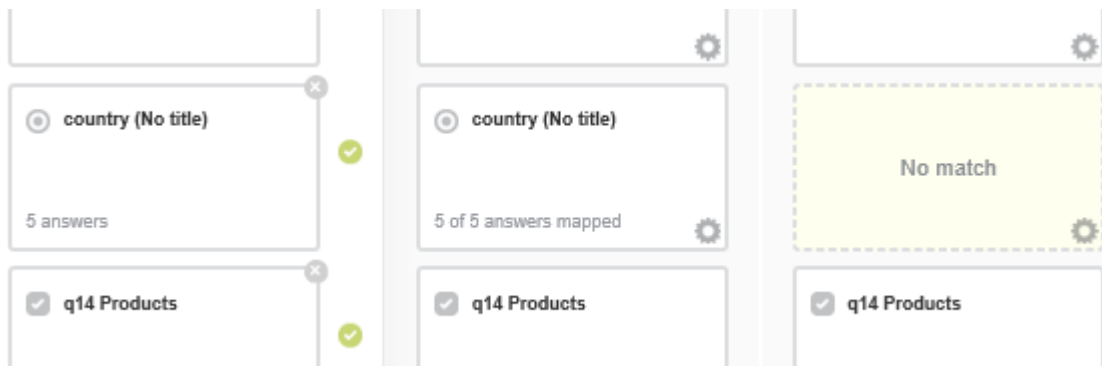 country (No title)
5 answers
country (No title)
5 of 5 answers mapped
No match
q14 Products
q14 Products
q14 Products